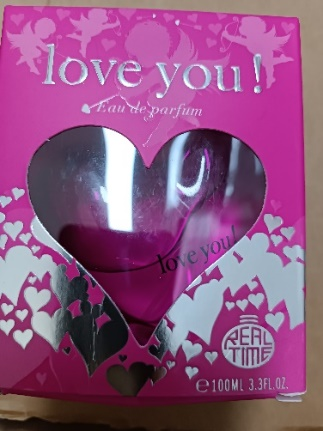 love you!
Eau de parfum
love you!
REAL
TIME
℮100ML 3.3FL.OZ.